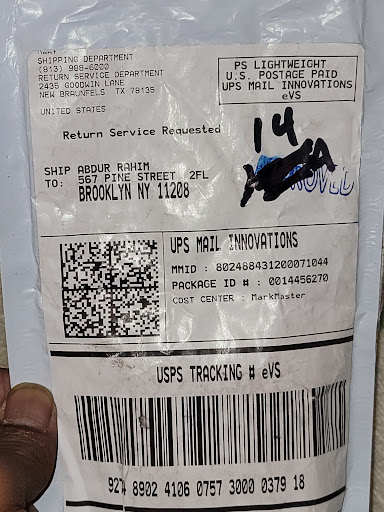 SHIPPING DEPARTMENT
(913) 988-6000
RETURN SERVICE DEPARTMENT
2435 GOODWIN LANE
NEW BRAUNFELS TX 78135
UNITED STATES
PS LIGHTWEIGHT
U.S. POSTAGE PAID
UPS MAIL INNOVATIONS
eVS
Return Service Requested
14
SHIP TO: ABDUR RAHIM
567 PINE STREET 2FL
BROOKLYN NY 11208
UPS MAIL INNOVATIONS
MMID : 802488431200071044
PACKAGE ID # : 0014456270
COST CENTER : MarkMaster
USPS TRACKING # eVS
8902 4106 0757 3000 0379 18